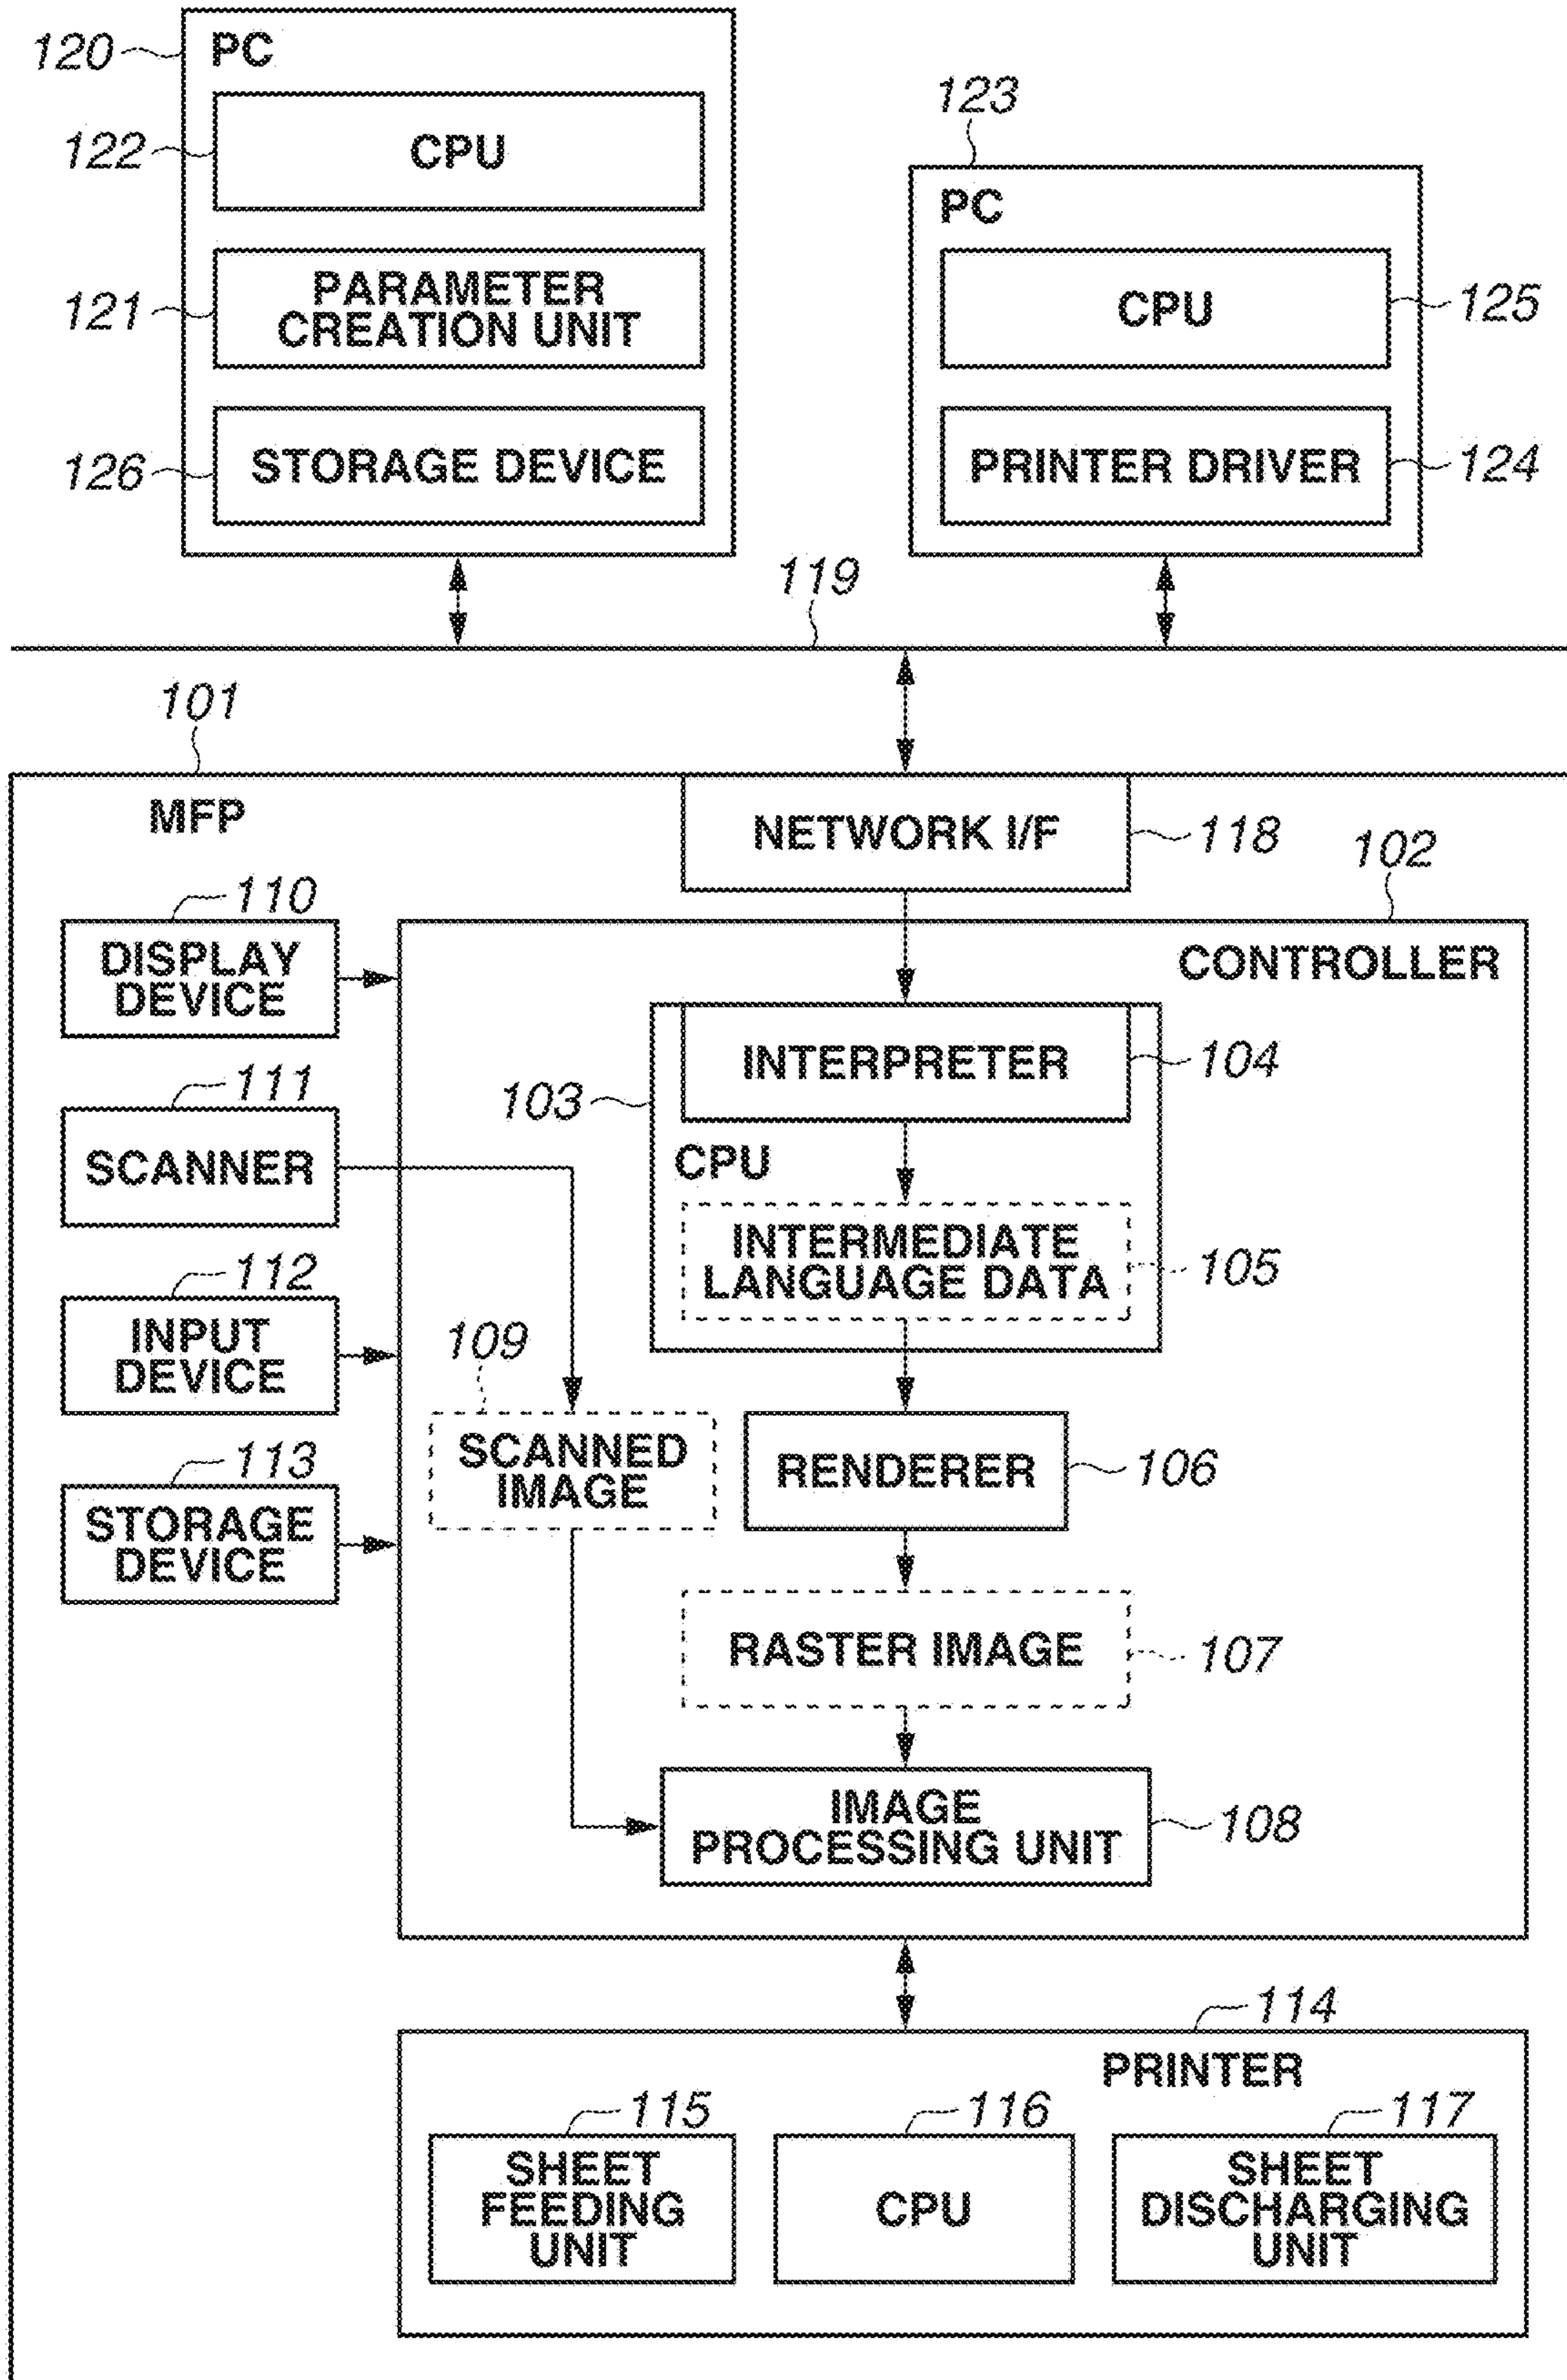 120
PC
122
CPU
121
PARAMETER
CREATION UNIT
126
STORAGE DEVICE
123
PC
CPU
125
PRINTER DRIVER
124
119
101
MFP
NETWORK I/F
118
102
CONTROLLER
110
DISPLAY
DEVICE
111
SCANNER
112
INPUT
DEVICE
113
STORAGE
DEVICE
INTERPRETER
104
103
CPU
INTERMEDIATE
LANGUAGE DATA
105
109
SCANNED
IMAGE
RENDERER
106
RASTER IMAGE
107
IMAGE
PROCESSING UNIT
108
114
PRINTER
115
SHEET
FEEDING
UNIT
116
CPU
117
SHEET
DISCHARGING
UNIT